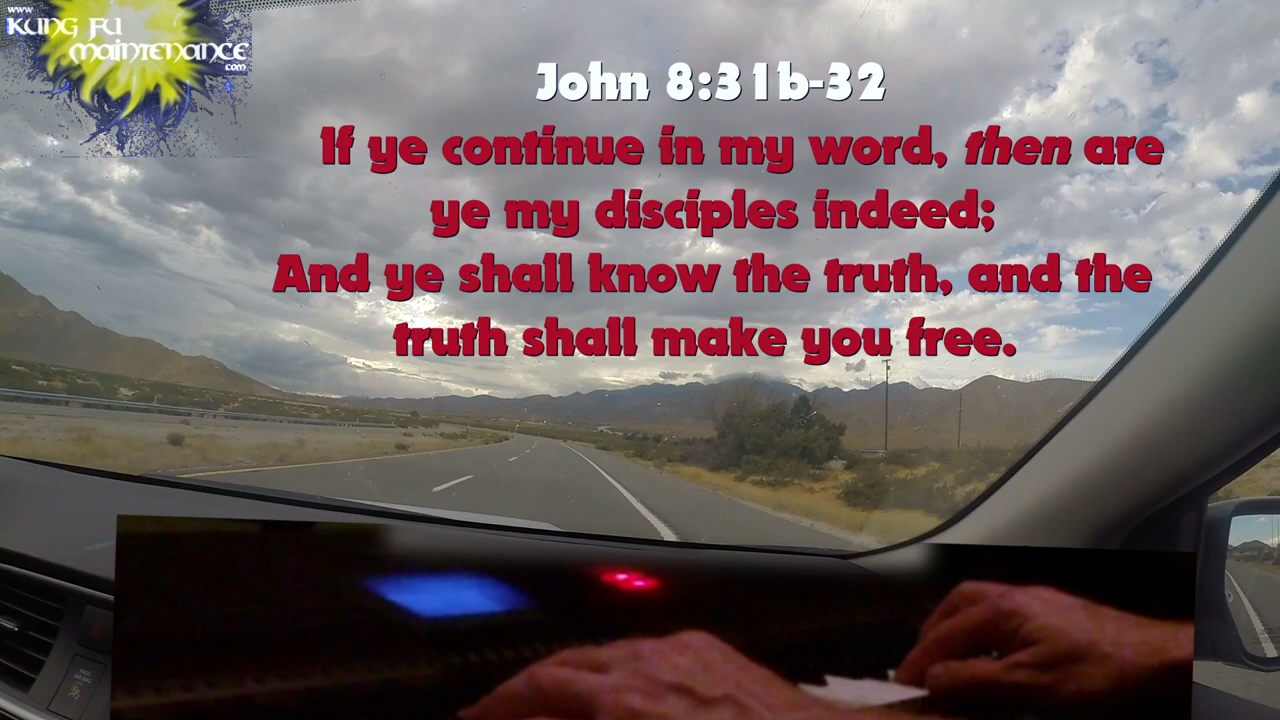 www
Kung Fu
Maintenance
.com
John 8:31b-32
If ye continue in my word, then are
ye my disciples indeed;
And ye shall know the truth, and the
truth shall make you free.